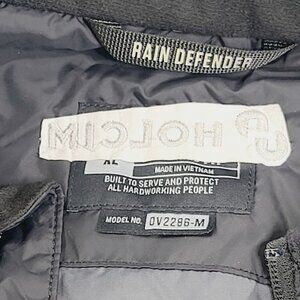 RAIN DEFENDER
HOLCIM
XL
MADE IN VIETNAM
BUILT TO SERVE AND PROTECT
ALL HARDWORKING PEOPLE
MODEL NO. OV2286-M